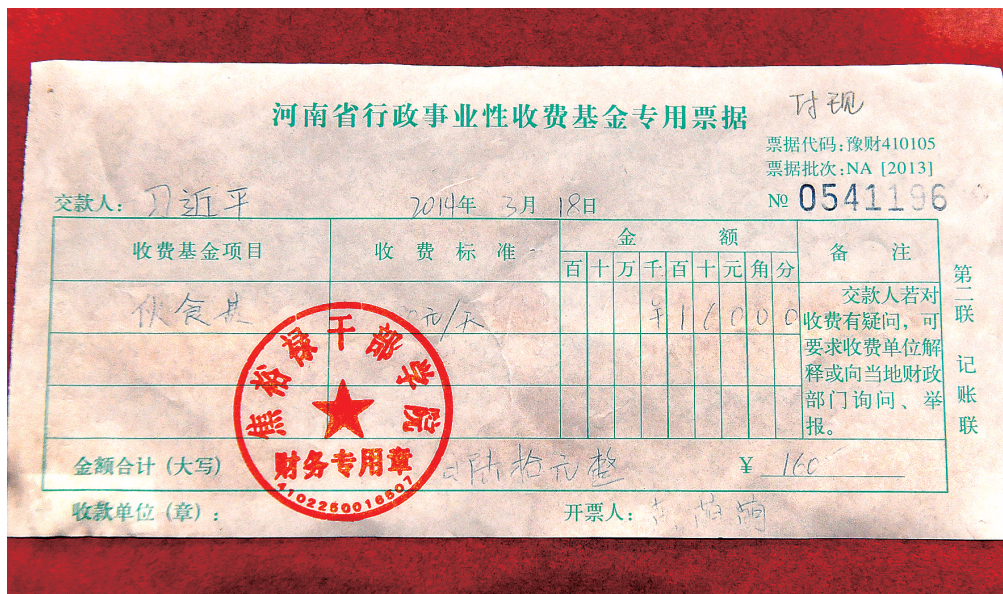 河南省行政事业性收费基金专用票据
付现
票据代码:豫财410105
票据批次:NA [2013]
交款人: 习近平 2014年 3月 18日 № 0541196
收费基金项目 收 费 标 准 金 额 备 注
百 十 万 千 百 十 元 角 分
伙食费 0元/天 ¥ 1 6 0 0 0
交款人若对收费有疑问,可要求收费单位解释或向当地财政部门询问、举报。
第二联 记账联
焦裕禄干部学院
财务专用章
4102250016507
金额合计(大写) 陆拾元整 ¥ 160
收款单位(章):
开票人: